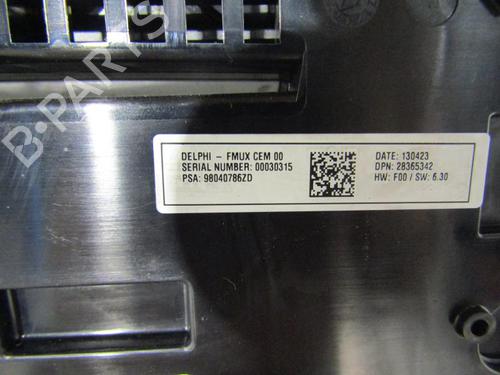 B-PARTS
DELPHI - FMUX CEM 00
SERIAL NUMBER: 00030315
PSA: 98040786ZD
DATE: 130423
DPN: 28365342
HW: F00 / SW: 6.30